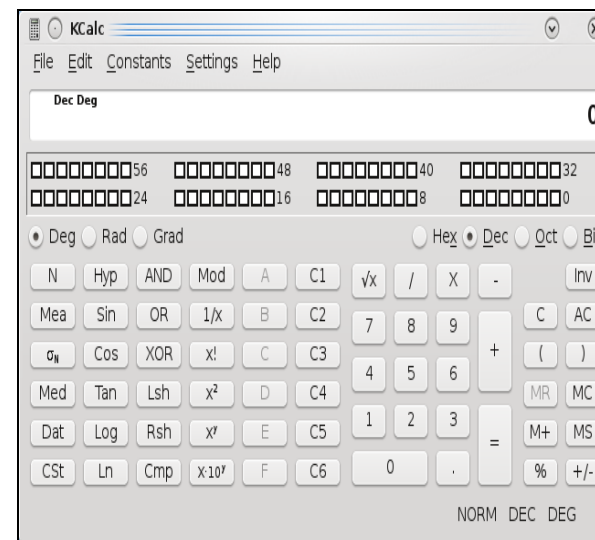 KCalc
File Edit Constants Settings Help
Dec Deg
0
56 48 40 32
24 16 8 0
Deg Rad Grad Hex Dec Oct Bi
N Hyp AND Mod A C1 √x / X - Inv
Mea Sin OR 1/x B C2 7 8 9 + C AC
σN Cos XOR x! C C3 4 5 6 ( )
Med Tan Lsh x² D C4 MR MC
Dat Log Rsh xʸ E C5 1 2 3 = M+ MS
CSt Ln Cmp x·10ʸ F C6 0 . % +/-
NORM DEC DEG